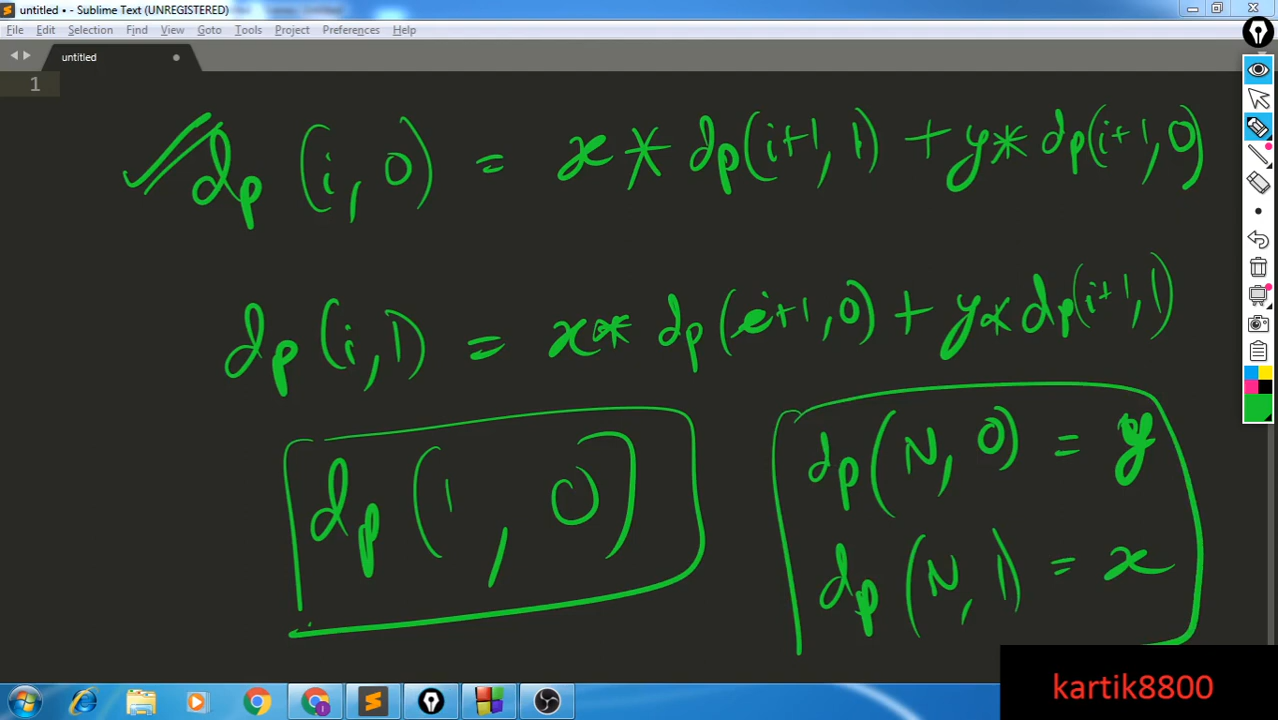 untitled • - Sublime Text (UNREGISTERED)
File Edit Selection Find View Goto Tools Project Preferences Help
untitled
1
dp (i, 0) = x * dp(i+1, 1) + y * dp(i+1, 0)
dp (i, 1) = x * dp(i+1, 0) + y * dp(i+1, 1)
dp (1, 0)
dp (N, 0) = y
dp (N, 1) = x
kartik8800